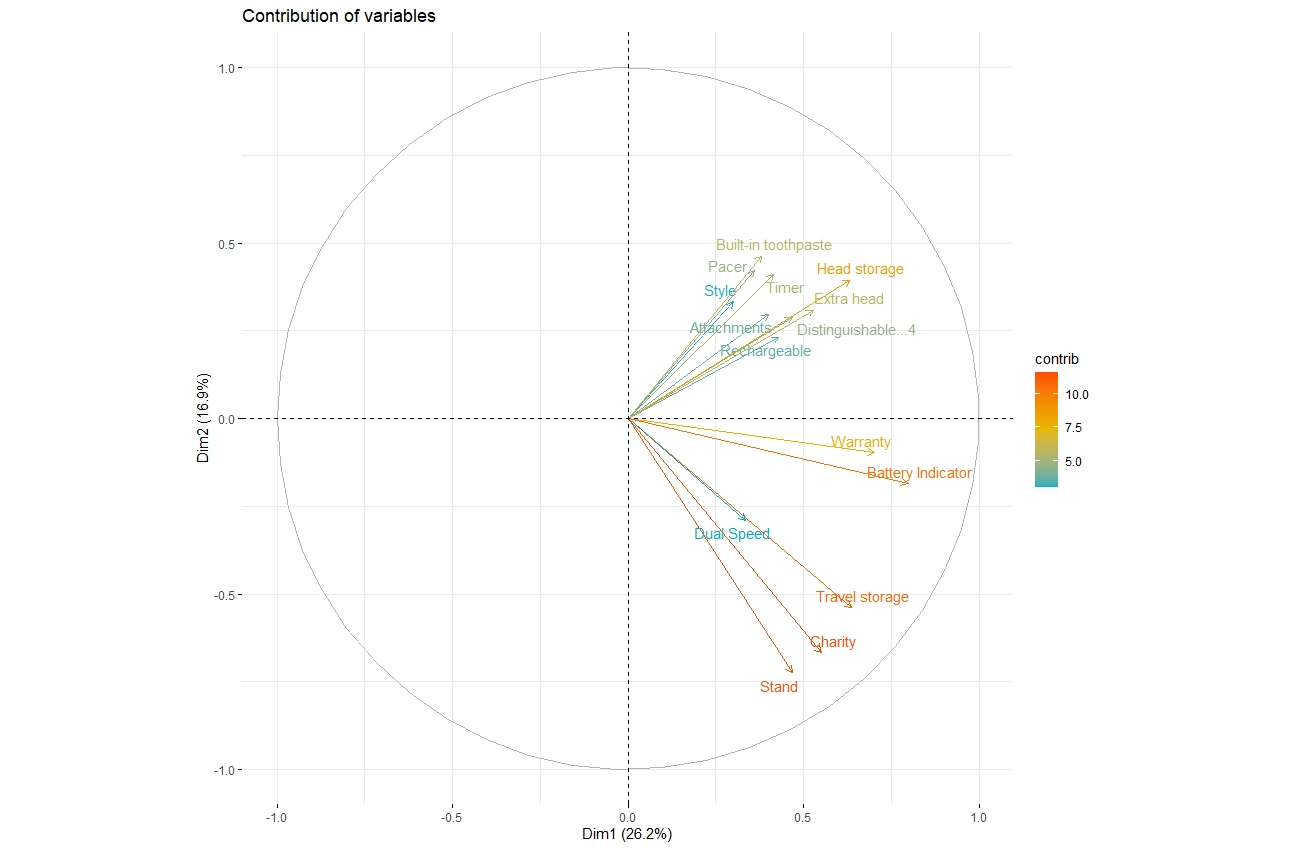 Contribution of variables
1.0
0.5
0.0
-0.5
-1.0
Dim2 (16.9%)
Built-in toothpaste
Pacer
Head storage
Style
Timer
Extra head
Attachments
Distinguishable...4
Rechargeable
Warranty
Battery Indicator
Dual Speed
Travel storage
Charity
Stand
contrib
10.0
7.5
5.0
-1.0
-0.5
0.0
0.5
1.0
Dim1 (26.2%)